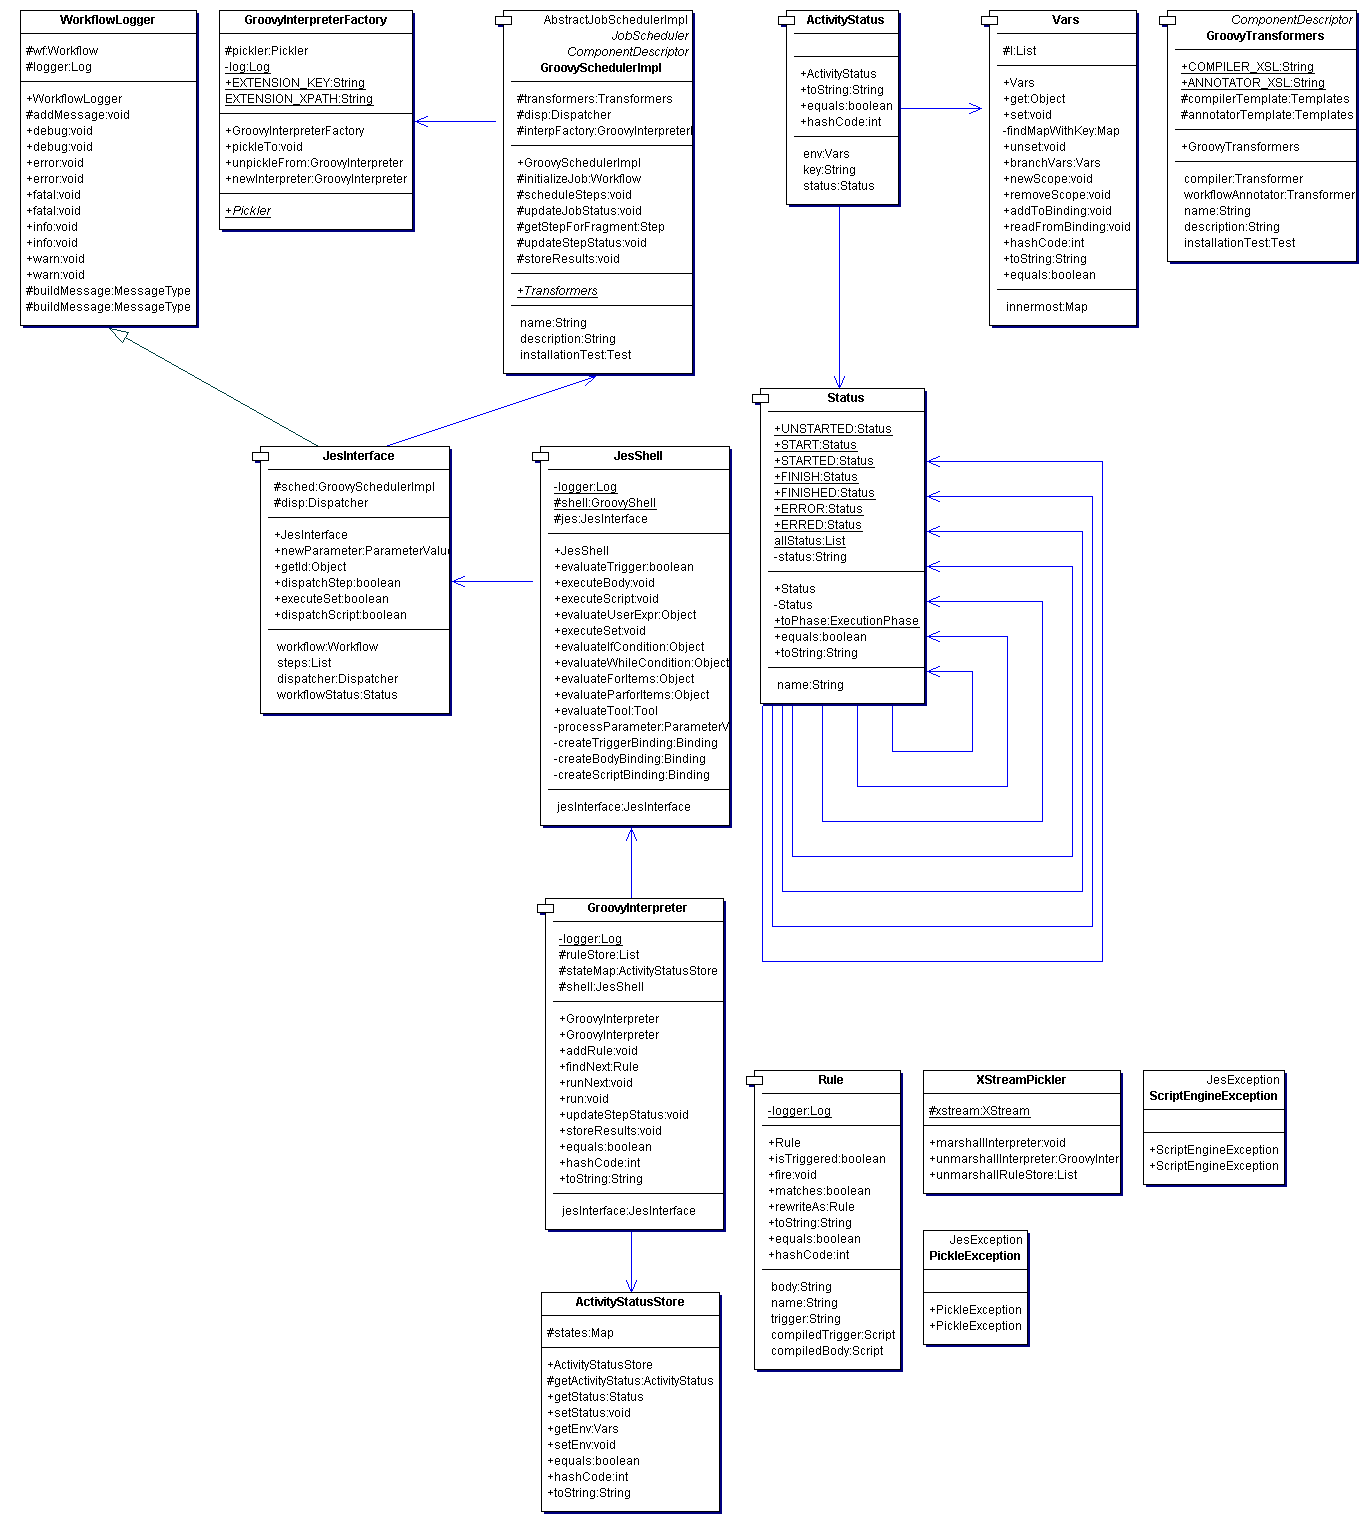 WorkflowLogger
#wf:Workflow
#logger:Log
+WorkflowLogger
#addMessage:void
+debug:void
+debug:void
+error:void
+error:void
+fatal:void
+fatal:void
+info:void
+info:void
+warn:void
+warn:void
#buildMessage:MessageType
#buildMessage:MessageType
GroovyInterpreterFactory
#pickler:Pickler
-log:Log
+EXTENSION_KEY:String
EXTENSION_XPATH:String
+GroovyInterpreterFactory
+pickleTo:void
+unpickleFrom:GroovyInterpreter
+newInterpreter:GroovyInterpreter
+Pickler
AbstractJobSchedulerImpl
JobScheduler
ComponentDescriptor
GroovySchedulerImpl
#transformers:Transformers
#disp:Dispatcher
#interpFactory:GroovyInterpreterI
+GroovySchedulerImpl
#initializeJob:Workflow
#scheduleSteps:void
#updateJobStatus:void
#getStepForFragment:Step
#updateStepStatus:void
#storeResults:void
+Transformers
name:String
description:String
installationTest:Test
ActivityStatus
+ActivityStatus
+toString:String
+equals:boolean
+hashCode:int
env:Vars
key:String
status:Status
Vars
#l:List
+Vars
+get:Object
+set:void
-findMapWithKey:Map
+unset:void
+branchVars:Vars
+newScope:void
+removeScope:void
+addToBinding:void
+readFromBinding:void
+hashCode:int
+toString:String
+equals:boolean
innermost:Map
ComponentDescriptor
GroovyTransformers
+COMPILER_XSL:String
+ANNOTATOR_XSL:String
#compilerTemplate:Templates
#annotatorTemplate:Templates
+GroovyTransformers
compiler:Transformer
workflowAnnotator:Transformer
name:String
description:String
installationTest:Test
JesInterface
#sched:GroovySchedulerImpl
#disp:Dispatcher
+JesInterface
+newParameter:ParameterValu
+getId:Object
+dispatchStep:boolean
+executeSet:boolean
+dispatchScript:boolean
workflow:Workflow
steps:List
dispatcher:Dispatcher
workflowStatus:Status
JesShell
-logger:Log
#shell:GroovyShell
#jes:JesInterface
+JesShell
+evaluateTrigger:boolean
+executeBody:void
+executeScript:void
+evaluateUserExpr:Object
+executeSet:void
+evaluateIfCondition:Object
+evaluateWhileCondition:Object
+evaluateForItems:Object
+evaluateParforItems:Object
+evaluateTool:Tool
-processParameter:ParameterV
-createTriggerBinding:Binding
-createBodyBinding:Binding
-createScriptBinding:Binding
jesInterface:JesInterface
Status
+UNSTARTED:Status
+START:Status
+STARTED:Status
+FINISH:Status
+FINISHED:Status
+ERROR:Status
+ERRED:Status
allStatus:List
-status:String
+Status
-Status
+toPhase:ExecutionPhase
+equals:boolean
+toString:String
name:String
GroovyInterpreter
-logger:Log
#ruleStore:List
#stateMap:ActivityStatusStore
#shell:JesShell
+GroovyInterpreter
+GroovyInterpreter
+addRule:void
+findNext:Rule
+runNext:void
+run:void
+updateStepStatus:void
+storeResults:void
+equals:boolean
+hashCode:int
+toString:String
jesInterface:JesInterface
Rule
-logger:Log
+Rule
+isTriggered:boolean
+fire:void
+matches:boolean
+rewriteAs:Rule
+toString:String
+equals:boolean
+hashCode:int
body:String
name:String
trigger:String
compiledTrigger:Script
compiledBody:Script
XStreamPickler
#xstream:XStream
+marshallInterpreter:void
+unmarshallInterpreter:GroovyInter
+unmarshallRuleStore:List
JesException
ScriptEngineException
+ScriptEngineException
+ScriptEngineException
JesException
PickleException
+PickleException
+PickleException
ActivityStatusStore
#states:Map
+ActivityStatusStore
#getActivityStatus:ActivityStatus
+getStatus:Status
+setStatus:void
+getEnv:Vars
+setEnv:void
+equals:boolean
+hashCode:int
+toString:String